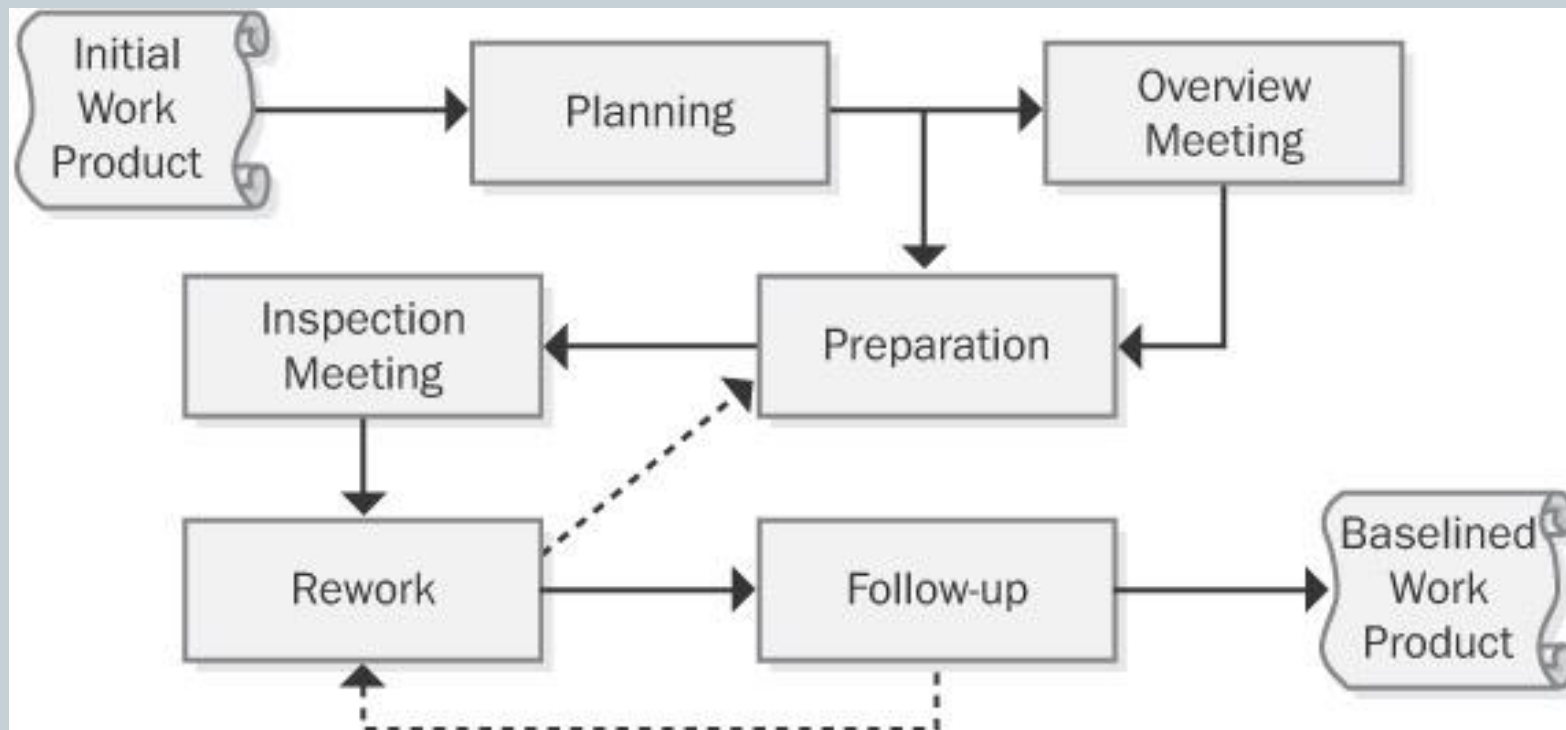 Initial
Work
Product
Planning
Overview
Meeting
Inspection
Meeting
Preparation
Rework
Follow-up
Baselined
Work
Product